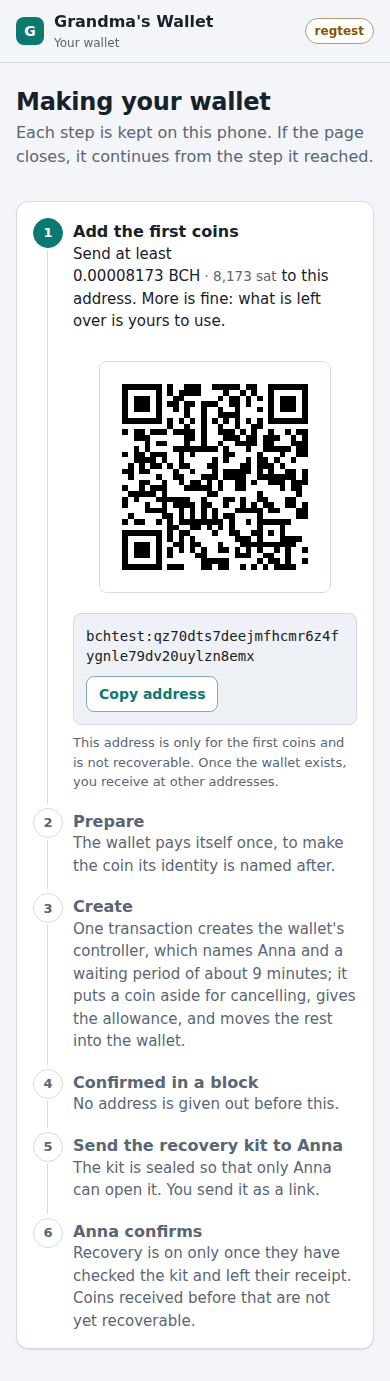 G
Grandma's Wallet
Your wallet
regtest
Making your wallet
Each step is kept on this phone. If the page
closes, it continues from the step it reached.
1
Add the first coins
Send at least
0.00008173 BCH · 8,173 sat to this
address. More is fine: what is left
over is yours to use.
bchtest:qz70dts7deejmfhcmr6z4f
ygnle79dv20uylzn8emx
Copy address
This address is only for the first coins and
is not recoverable. Once the wallet exists,
you receive at other addresses.
2
Prepare
The wallet pays itself once, to make
the coin its identity is named after.
3
Create
One transaction creates the wallet's
controller, which names Anna and a
waiting period of about 9 minutes; it
puts a coin aside for cancelling, gives
the allowance, and moves the rest
into the wallet.
4
Confirmed in a block
No address is given out before this.
5
Send the recovery kit to Anna
The kit is sealed so that only Anna
can open it. You send it as a link.
6
Anna confirms
Recovery is on only once they have
checked the kit and left their receipt.
Coins received before that are not
yet recoverable.